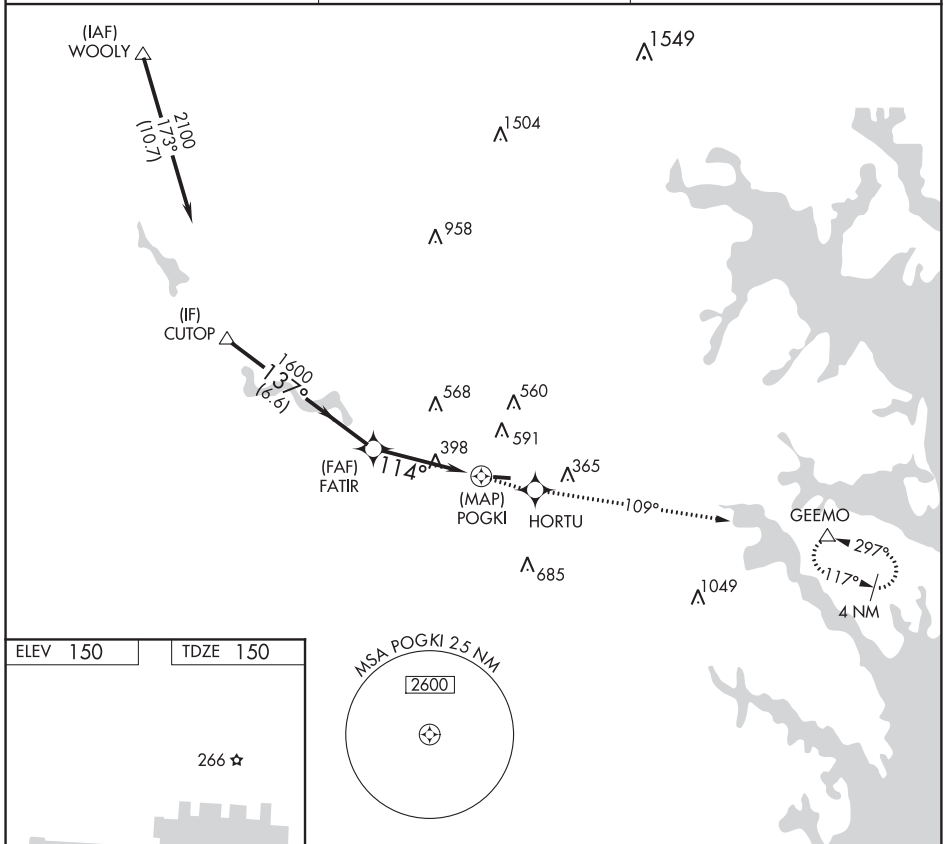 (IAF)
WOOLY
1549
2100
173°
(10.7)
1504
958
(IF)
CUTOP
1600
137°
(6.6)
568
560
591
398
114°
(FAF)
FATIR
365
(MAP)
POGKI
HORTU
109°
GEEMO
297°
117°
4 NM
685
1049
ELEV 150
TDZE 150
MSA POGKI 25 NM
2600
266